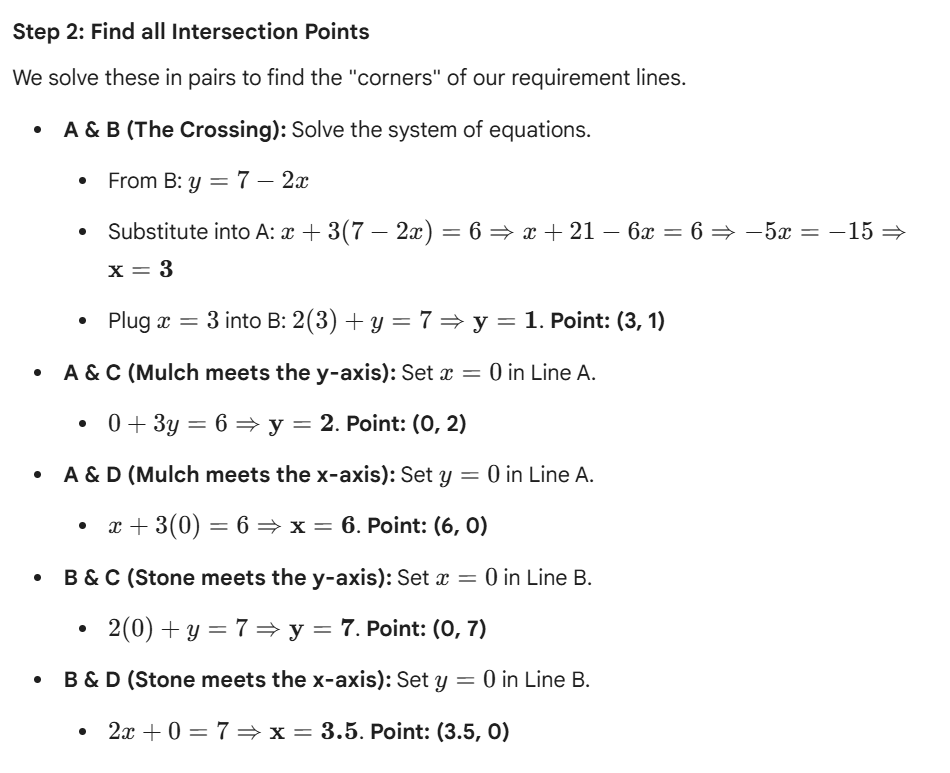 Step 2: Find all Intersection Points
We solve these in pairs to find the "corners" of our requirement lines.
• A & B (The Crossing): Solve the system of equations.
• From B: y = 7 − 2x
• Substitute into A: x + 3(7 − 2x) = 6 ⇒ x + 21 − 6x = 6 ⇒ −5x = −15 ⇒
x = 3
• Plug x = 3 into B: 2(3) + y = 7 ⇒ y = 1. Point: (3, 1)
• A & C (Mulch meets the y-axis): Set x = 0 in Line A.
• 0 + 3y = 6 ⇒ y = 2. Point: (0, 2)
• A & D (Mulch meets the x-axis): Set y = 0 in Line A.
• x + 3(0) = 6 ⇒ x = 6. Point: (6, 0)
• B & C (Stone meets the y-axis): Set x = 0 in Line B.
• 2(0) + y = 7 ⇒ y = 7. Point: (0, 7)
• B & D (Stone meets the x-axis): Set y = 0 in Line B.
• 2x + 0 = 7 ⇒ x = 3.5. Point: (3.5, 0)